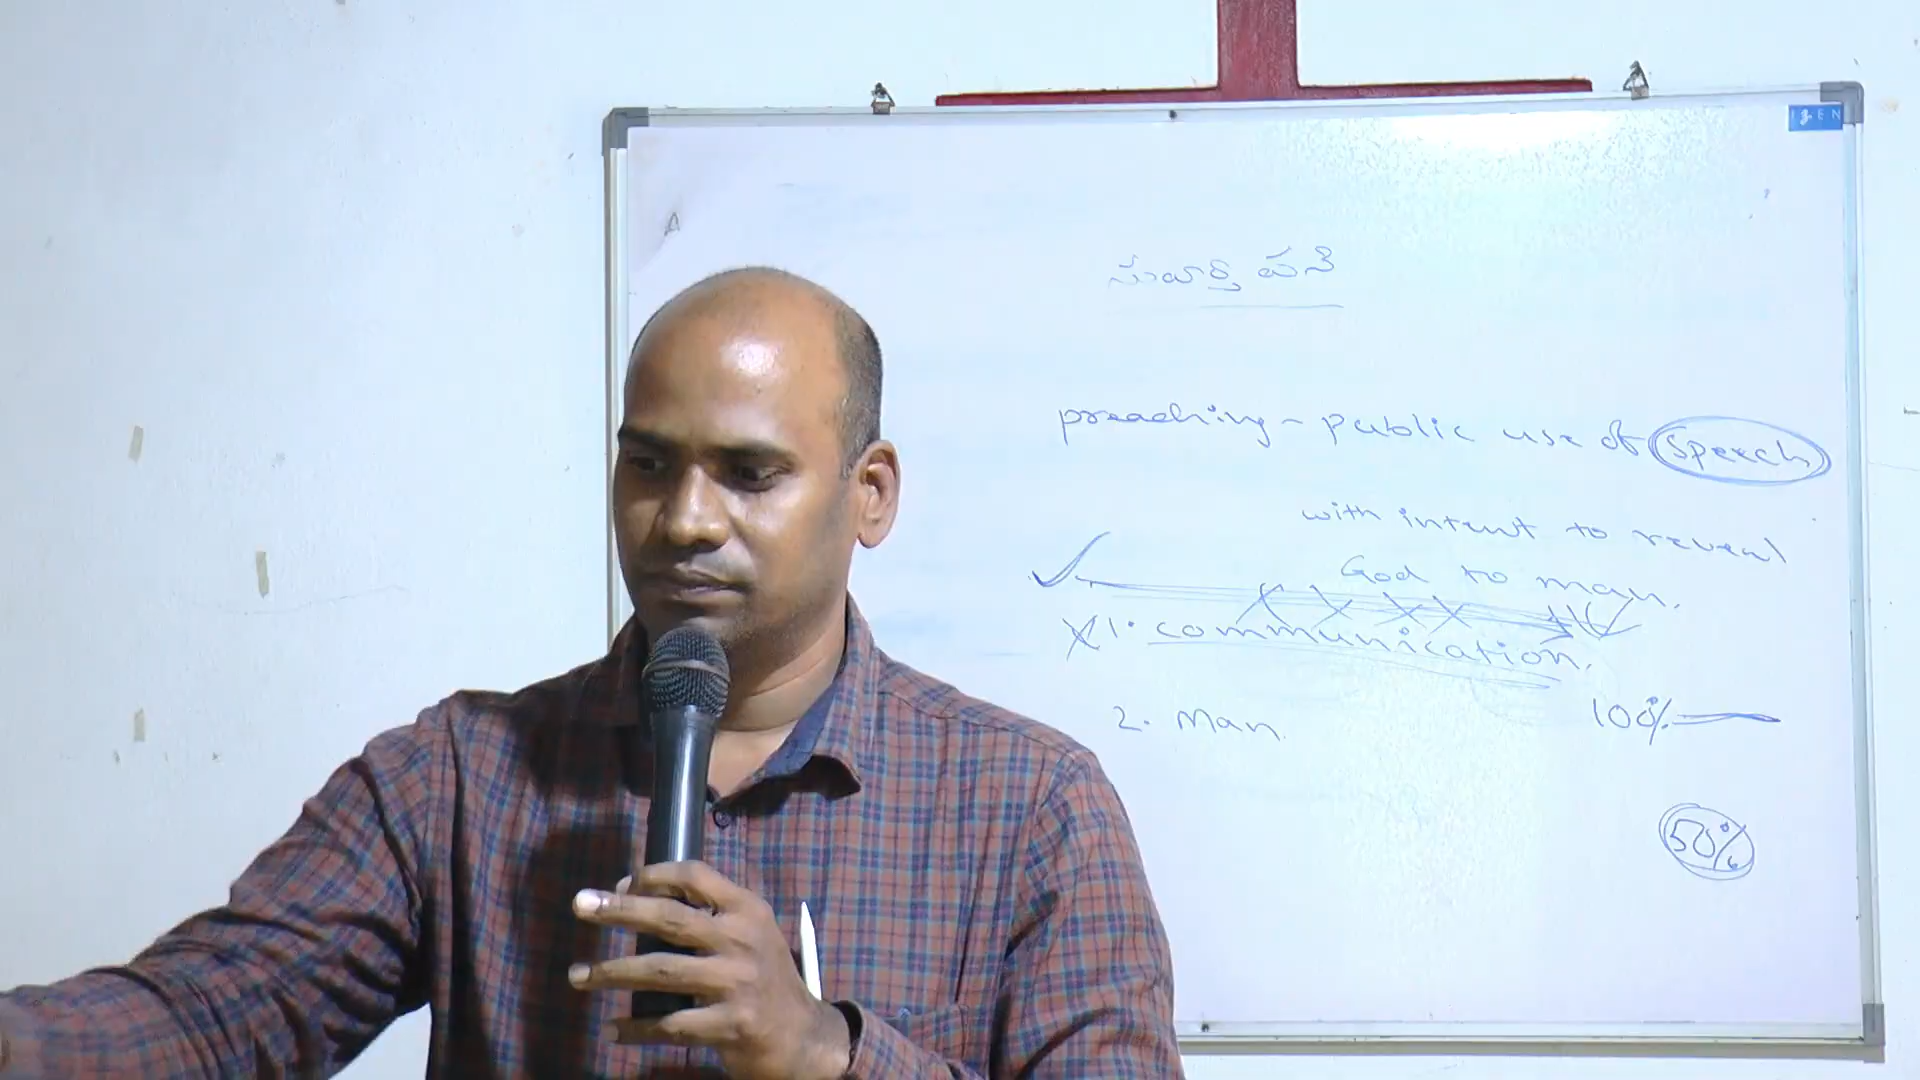 IZEN
A
సువార్త పని
preaching - public use of speech
with intent to reveal
God to man.
X 1. communication.
2. Man 100%
50%